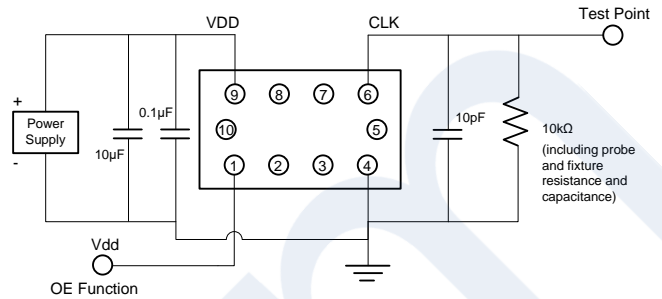 Test Point
VDD
CLK
+
Power
Supply
-
10µF
0.1µF
9
8
7
6
10
5
1
2
3
4
10pF
10kΩ
(including probe
and fixture
resistance and
capacitance)
Vdd
OE Function